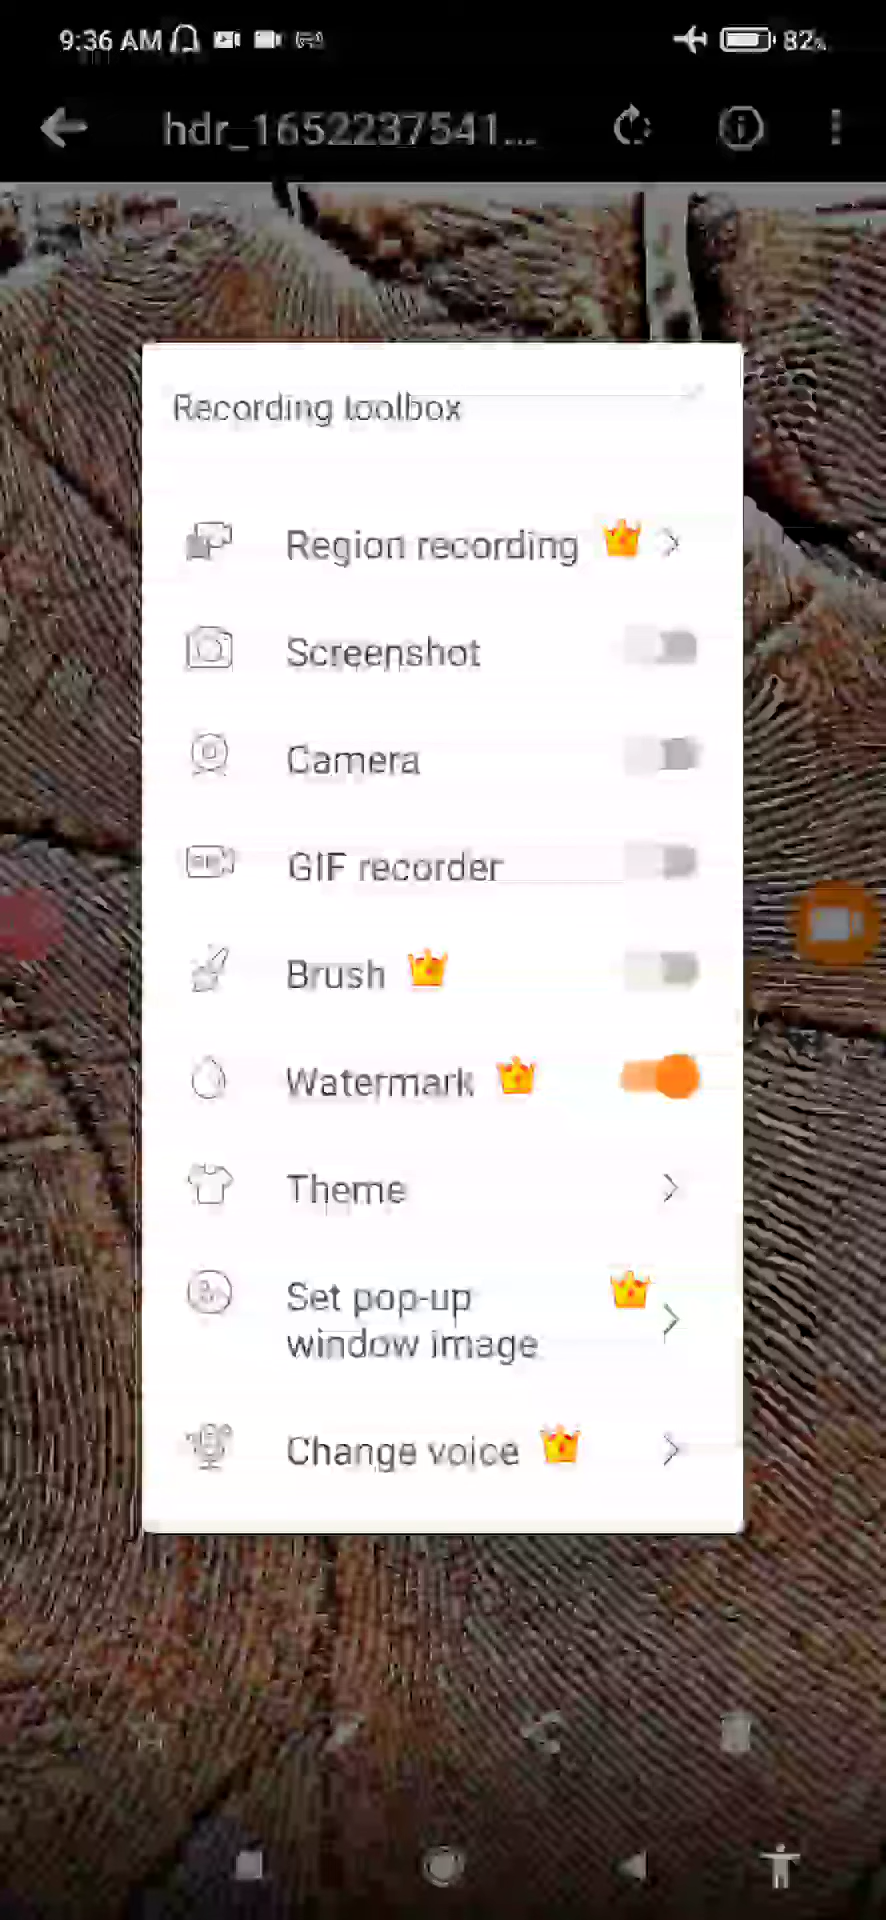 9:36 AM
82%
hdr_1652237541...
Recording toolbox
Region recording
Screenshot
Camera
GIF recorder
Brush
Watermark
Theme
Set pop-up
window image
Change voice